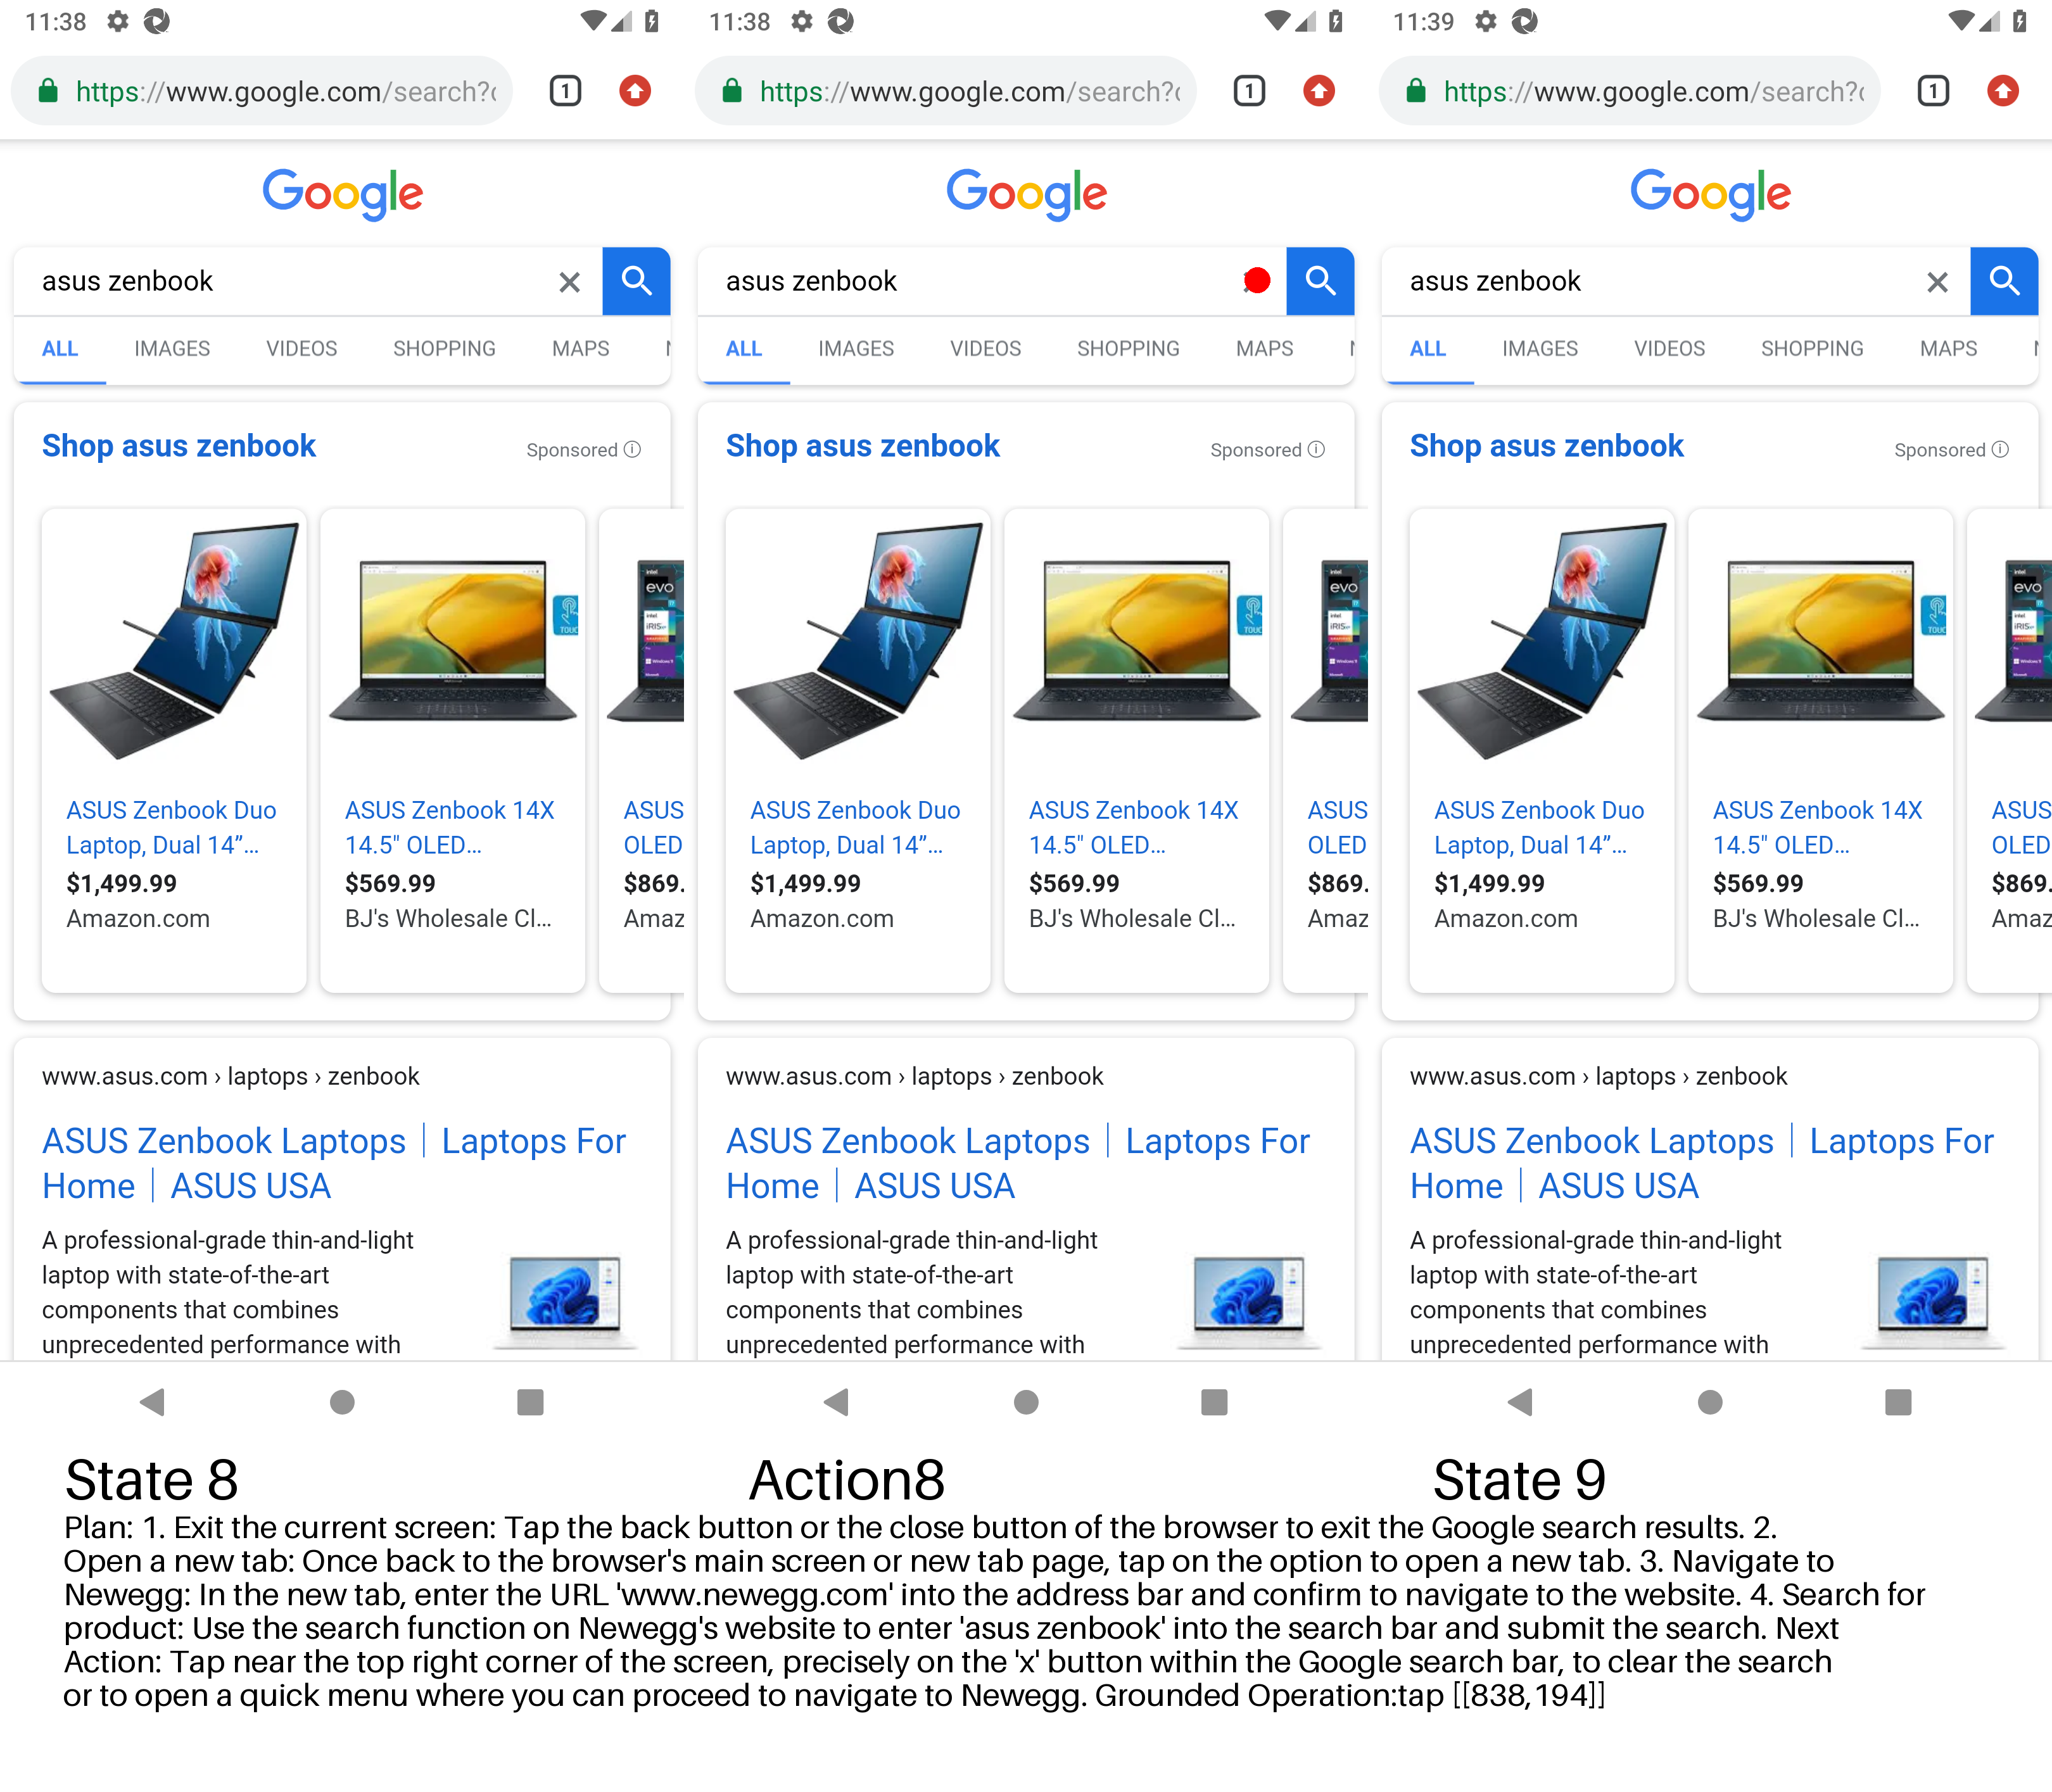 11:38
https://www.google.com/search?
1
Google
asus zenbook
ALL IMAGES VIDEOS SHOPPING MAPS
Shop asus zenbook Sponsored
evo
intel
iRIS
TOUC
ASUS Zenbook Duo
Laptop, Dual 14”...
$1,499.99
Amazon.com
ASUS Zenbook 14X
14.5" OLED...
$569.99
BJ's Wholesale Cl...
ASUS
OLED
$869.
Amaz
www.asus.com › laptops › zenbook
ASUS Zenbook Laptops｜Laptops For
Home｜ASUS USA
A professional-grade thin-and-light
laptop with state-of-the-art
components that combines
unprecedented performance with
11:38
https://www.google.com/search?
1
Google
asus zenbook
ALL IMAGES VIDEOS SHOPPING MAPS
Shop asus zenbook Sponsored
evo
intel
iRIS
TOUC
ASUS Zenbook Duo
Laptop, Dual 14”...
$1,499.99
Amazon.com
ASUS Zenbook 14X
14.5" OLED...
$569.99
BJ's Wholesale Cl...
ASUS
OLED
$869.
Amaz
www.asus.com › laptops › zenbook
ASUS Zenbook Laptops｜Laptops For
Home｜ASUS USA
A professional-grade thin-and-light
laptop with state-of-the-art
components that combines
unprecedented performance with
11:39
https://www.google.com/search?
1
Google
asus zenbook
ALL IMAGES VIDEOS SHOPPING MAPS
Shop asus zenbook Sponsored
evo
intel
iRIS
TOUC
ASUS Zenbook Duo
Laptop, Dual 14”...
$1,499.99
Amazon.com
ASUS Zenbook 14X
14.5" OLED...
$569.99
BJ's Wholesale Cl...
ASUS
OLED
$869.
Amaz
www.asus.com › laptops › zenbook
ASUS Zenbook Laptops｜Laptops For
Home｜ASUS USA
A professional-grade thin-and-light
laptop with state-of-the-art
components that combines
unprecedented performance with
State 8 Action8 State 9
Plan: 1. Exit the current screen: Tap the back button or the close button of the browser to exit the Google search results. 2.
Open a new tab: Once back to the browser's main screen or new tab page, tap on the option to open a new tab. 3. Navigate to
Newegg: In the new tab, enter the URL 'www.newegg.com' into the address bar and confirm to navigate to the website. 4. Search for
product: Use the search function on Newegg's website to enter 'asus zenbook' into the search bar and submit the search. Next
Action: Tap near the top right corner of the screen, precisely on the 'x' button within the Google search bar, to clear the search
or to open a quick menu where you can proceed to navigate to Newegg. Grounded Operation:tap [[838,194]]